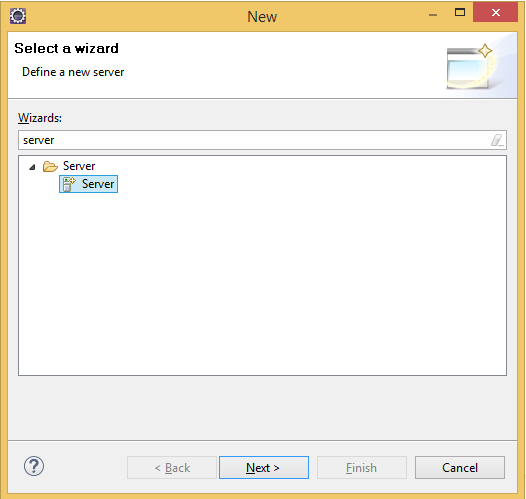 New
Select a wizard
Define a new server
Wizards:
server
Server
Server
?
< Back
Next >
Finish
Cancel